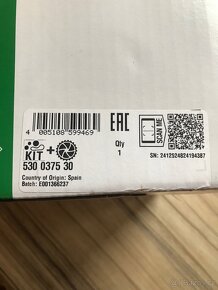 4 005108 599469
EAC
Qty
1
SCAN ME
SN: 2412524824194387
KIT +
530 0375 30
Country of Origin: Spain
Batch: E001366237